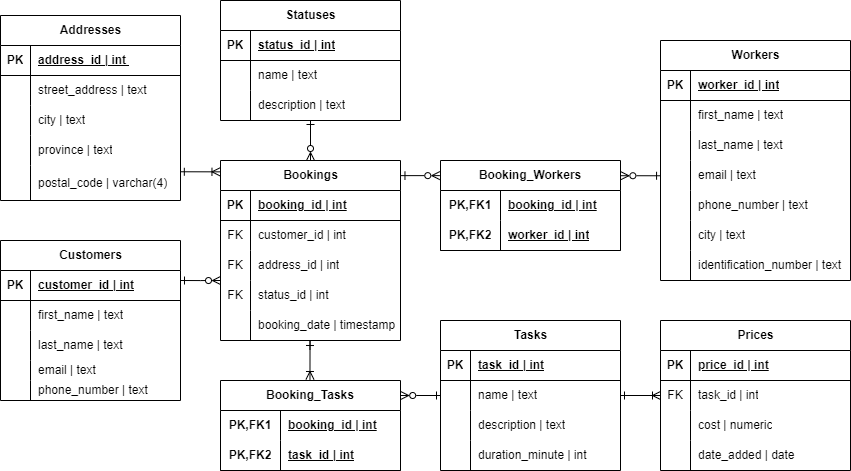 Addresses
PK address_id | int
street_address | text
city | text
province | text
postal_code | varchar(4)
Statuses
PK status_id | int
name | text
description | text
Workers
PK worker_id | int
first_name | text
last_name | text
email | text
phone_number | text
city | text
identification_number | text
Bookings
PK booking_id | int
FK customer_id | int
FK address_id | int
FK status_id | int
booking_date | timestamp
Booking_Workers
PK,FK1 booking_id | int
PK,FK2 worker_id | int
Customers
PK customer_id | int
first_name | text
last_name | text
email | text
phone_number | text
Booking_Tasks
PK,FK1 booking_id | int
PK,FK2 task_id | int
Tasks
PK task_id | int
name | text
description | text
duration_minute | int
Prices
PK price_id | int
FK task_id | int
cost | numeric
date_added | date